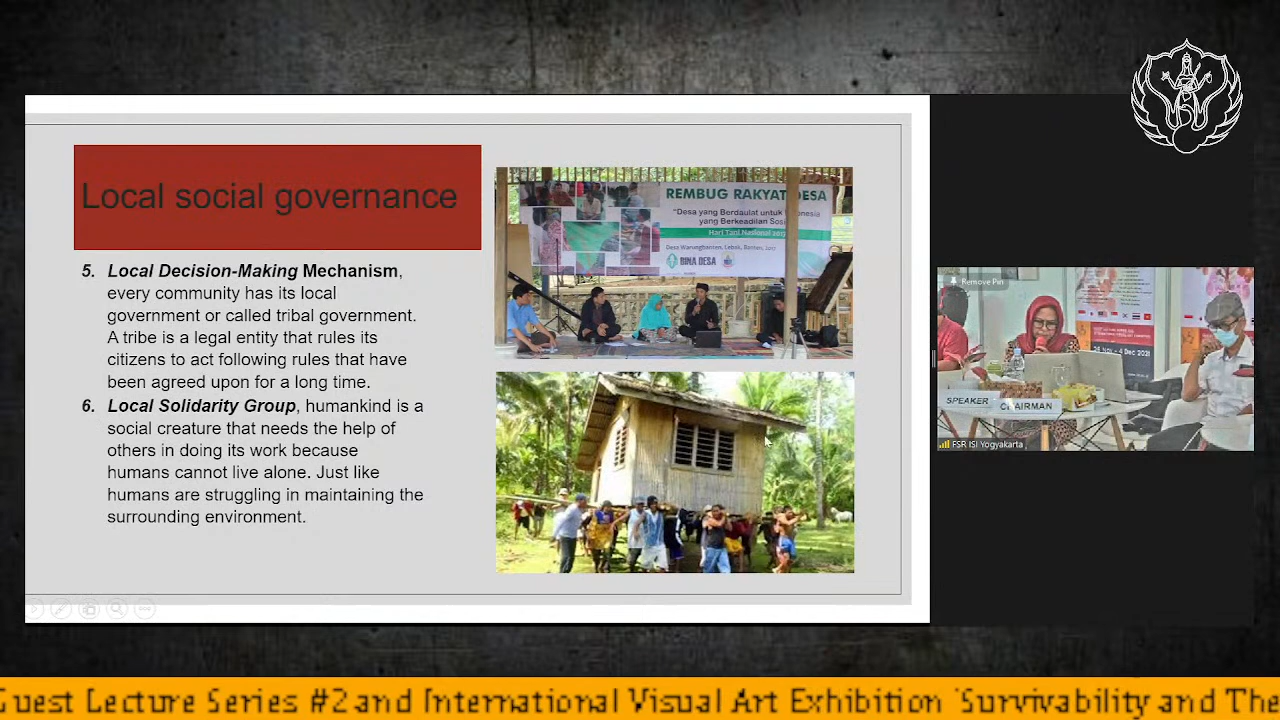 Local social governance
5. Local Decision-Making Mechanism,
every community has its local
government or called tribal government.
A tribe is a legal entity that rules its
citizens to act following rules that have
been agreed upon for a long time.
6. Local Solidarity Group, humankind is a
social creature that needs the help of
others in doing its work because
humans cannot live alone. Just like
humans are struggling in maintaining the
surrounding environment.
REMBUG RAKYAT DESA
"Desa yang Berdaulat untuk
yang Berkeadilan
Hari Tani Nasional
Desa Warungbanten, Lebak, Banten, 2017
BINA DESA
Remove Pin
4 Dec 2021
SPEAKER
CHAIRMAN
FSR ISI Yogyakarta
Guest Lecture Series #2 and International Visual Art Exhibition 'Survivability and The